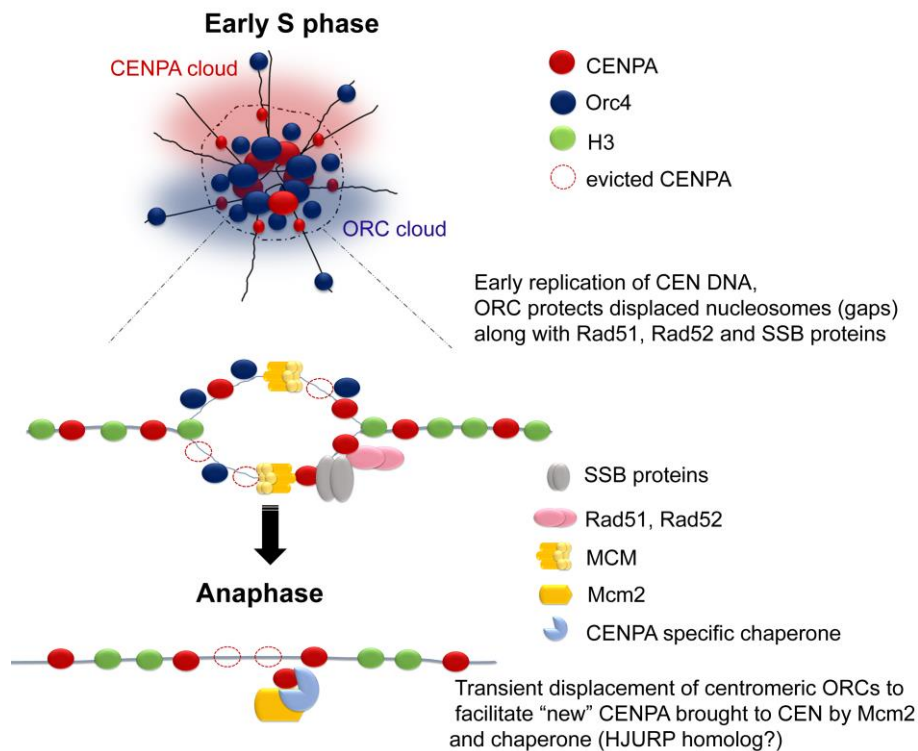 Early S phase
CENPA cloud
ORC cloud
CENPA
Orc4
H3
evicted CENPA
Early replication of CEN DNA,
ORC protects displaced nucleosomes (gaps)
along with Rad51, Rad52 and SSB proteins
SSB proteins
Rad51, Rad52
MCM
Mcm2
CENPA specific chaperone
Anaphase
Transient displacement of centromeric ORCs to
facilitate “new” CENPA brought to CEN by Mcm2
and chaperone (HJURP homolog?)